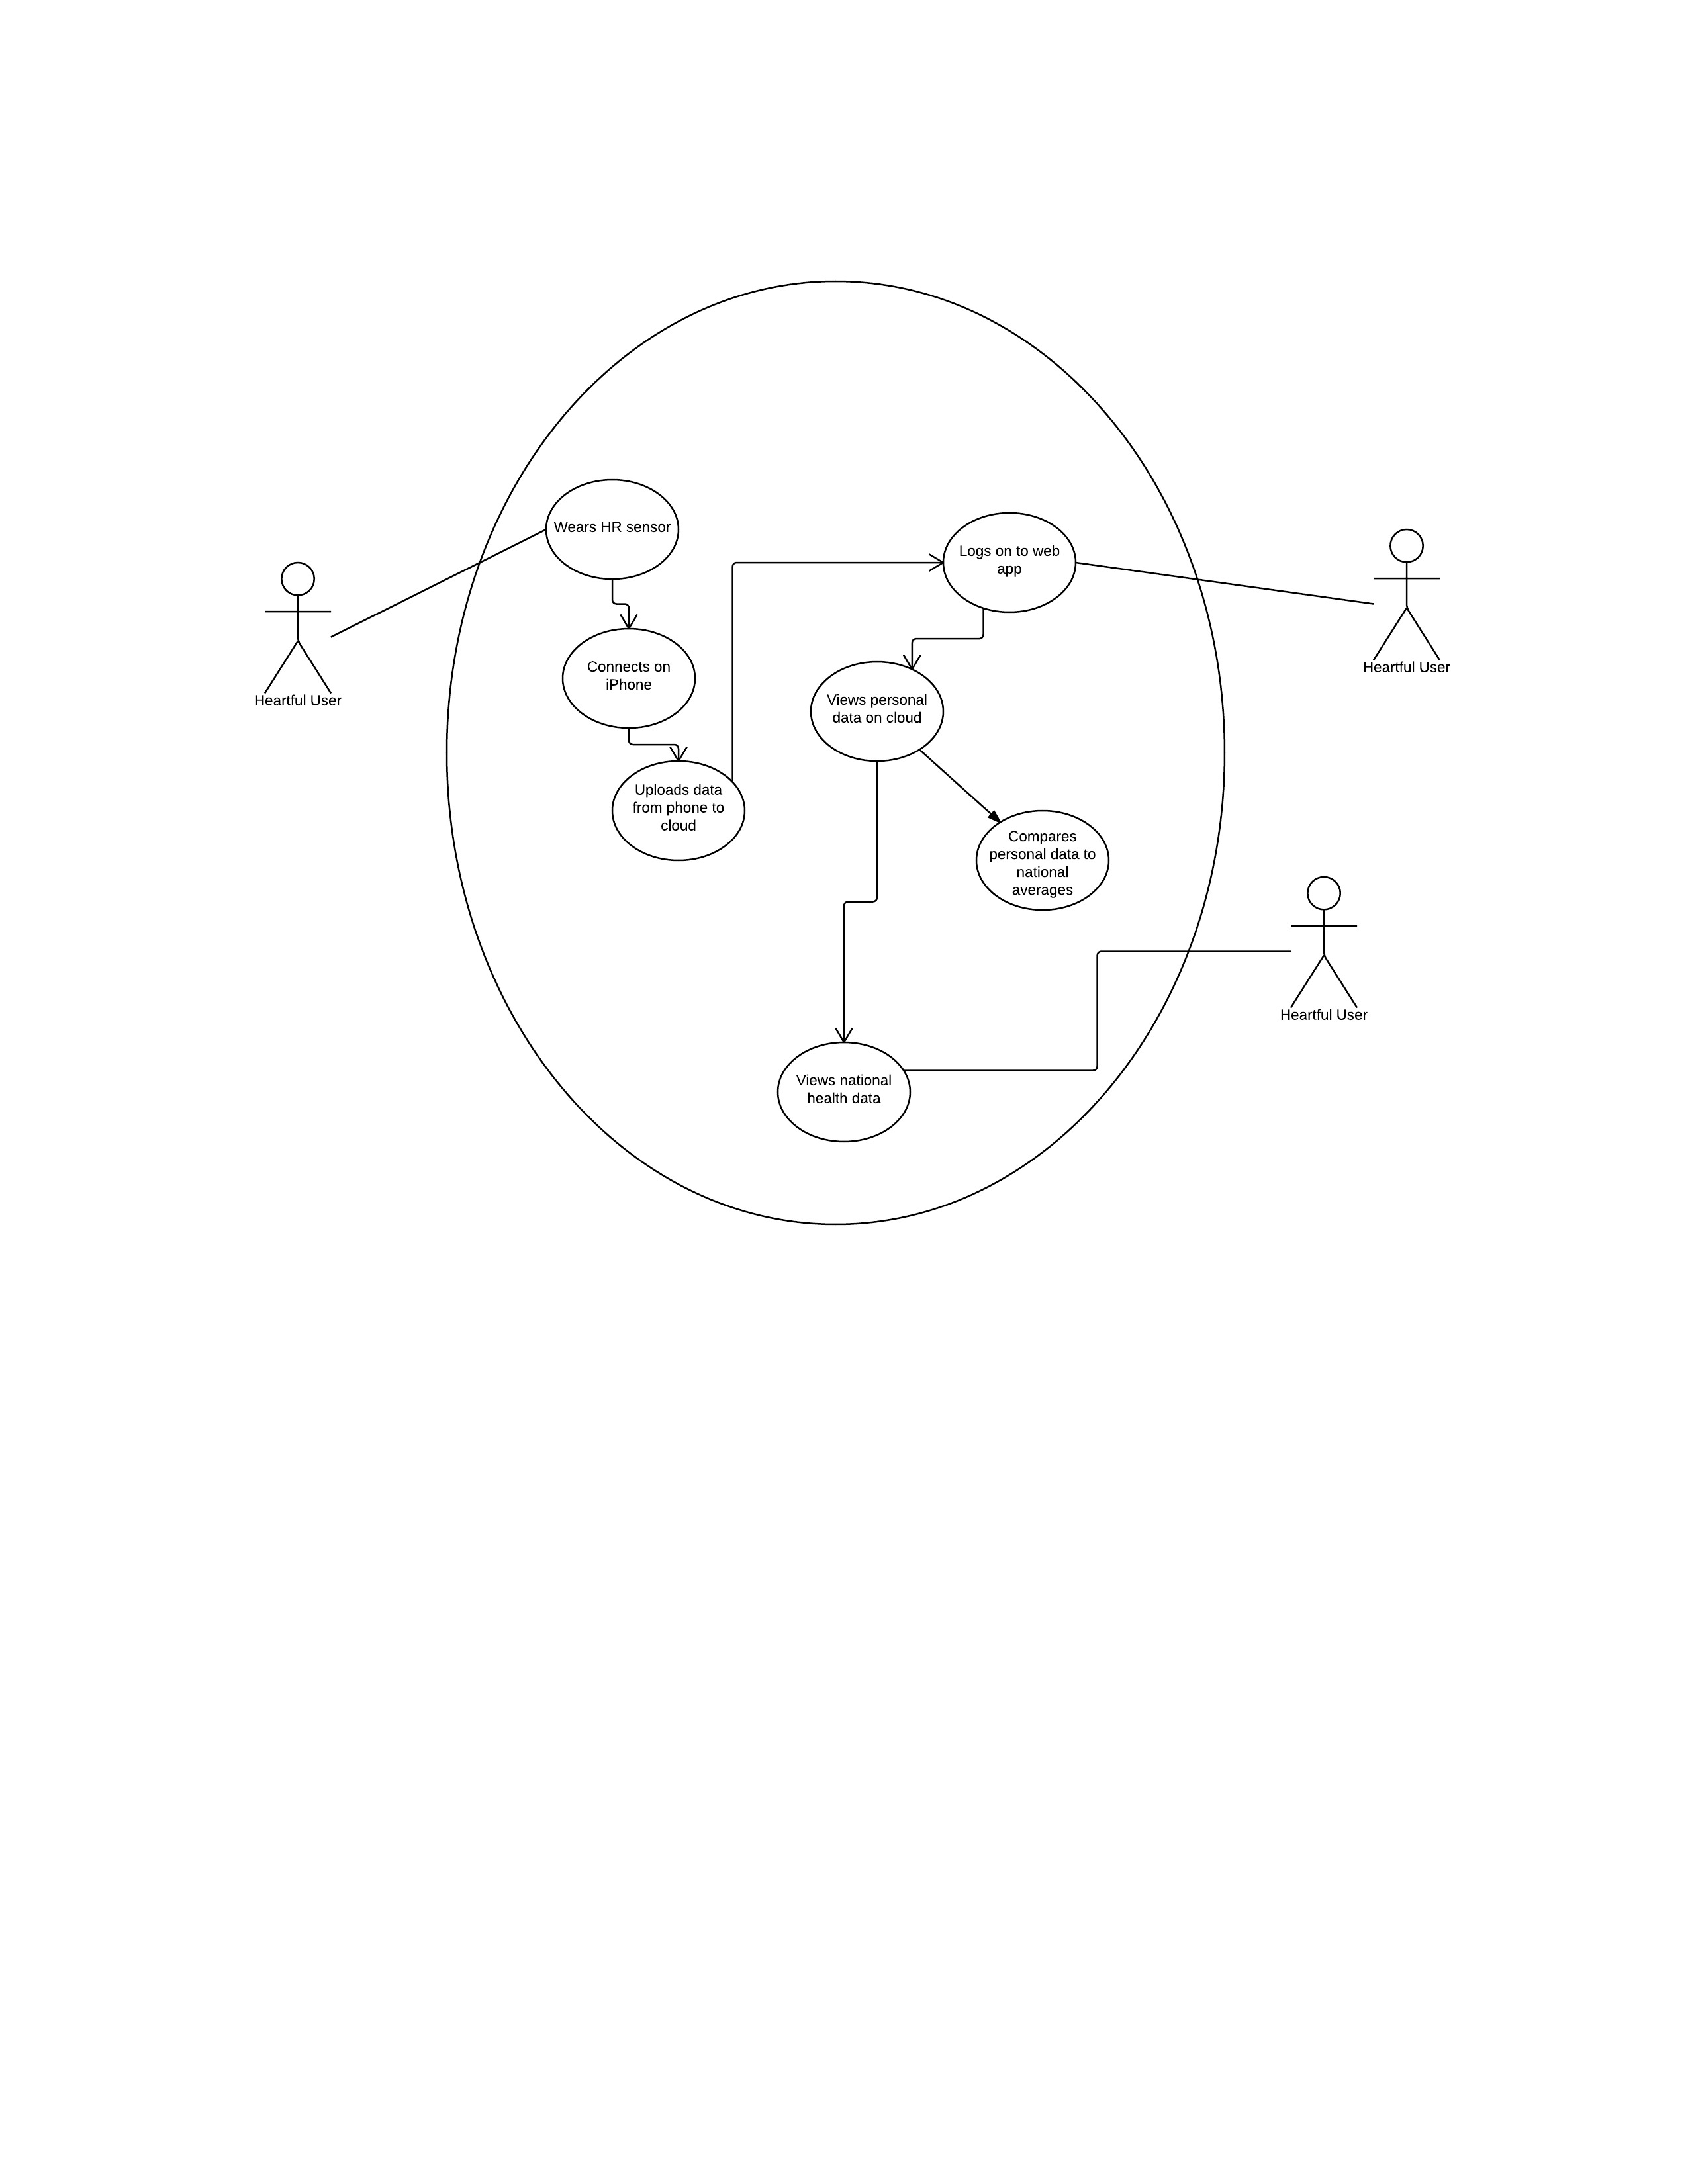 Wears HR sensor
Logs on to web
app
Heartful User
Connects on
iPhone
Heartful User
Views personal
data on cloud
Uploads data
from phone to
cloud
Compares
personal data to
national
averages
Heartful User
Views national
health data